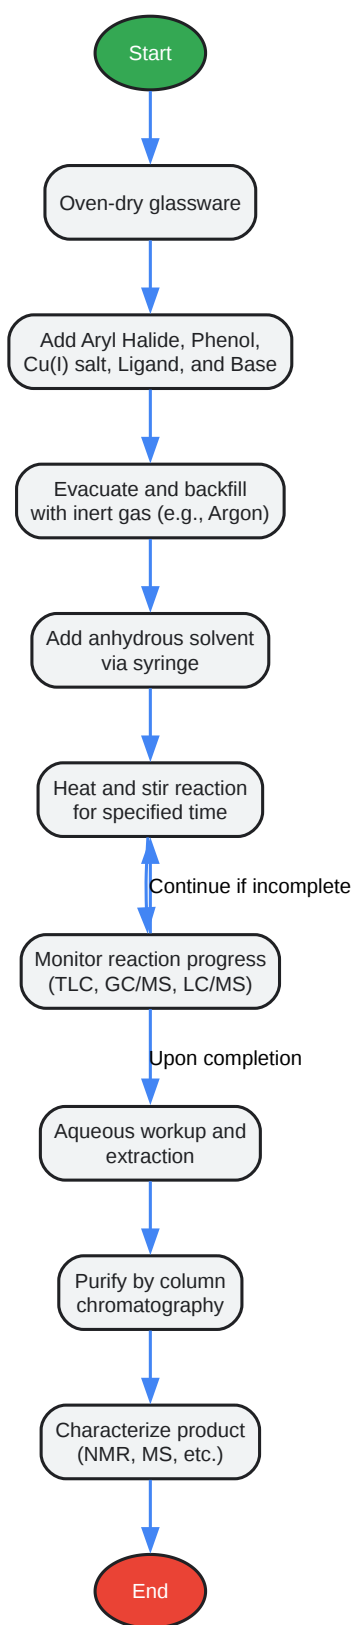 Start
Oven-dry glassware
Add Aryl Halide, Phenol,
Cu(I) salt, Ligand, and Base
Evacuate and backfill
with inert gas (e.g., Argon)
Add anhydrous solvent
via syringe
Heat and stir reaction
for specified time
Continue if incomplete
Monitor reaction progress
(TLC, GC/MS, LC/MS)
Upon completion
Aqueous workup and
extraction
Purify by column
chromatography
Characterize product
(NMR, MS, etc.)
End